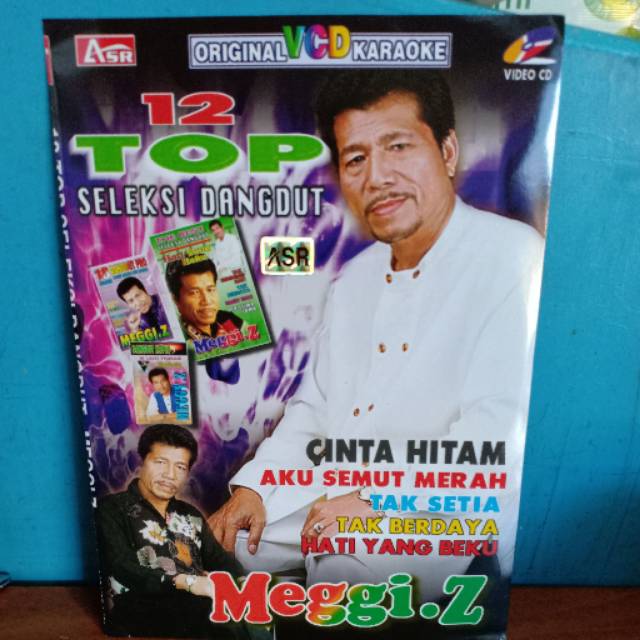 ASR
ORIGINAL VCD KARAOKE
VIDEO CD
12
TOP
SELEKSI DANGDUT
ASR
MEGGI.Z
Meggi.Z
CINTA HITAM
AKU SEMUT MERAH
TAK SETIA
TAK BERDAYA
HATI YANG BEKU
Meggi.Z